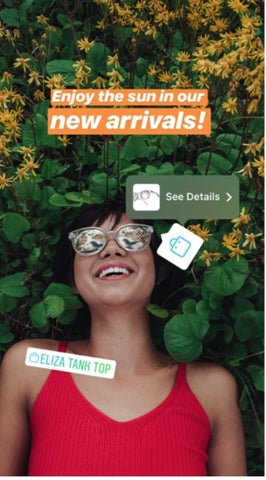 Enjoy the sun in our
new arrivals!
See Details
ELIZA TANK TOP